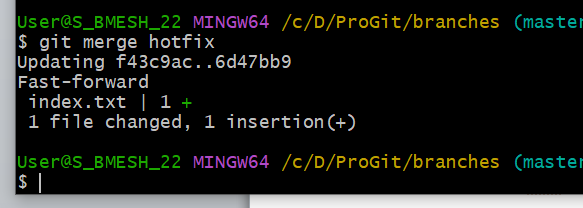 User@S_BMESH_22 MINGW64 /c/D/ProGit/branches (master
$ git merge hotfix
Updating f43c9ac..6d47bb9
Fast-forward
 index.txt | 1 +
 1 file changed, 1 insertion(+)
User@S_BMESH_22 MINGW64 /c/D/ProGit/branches (master
$